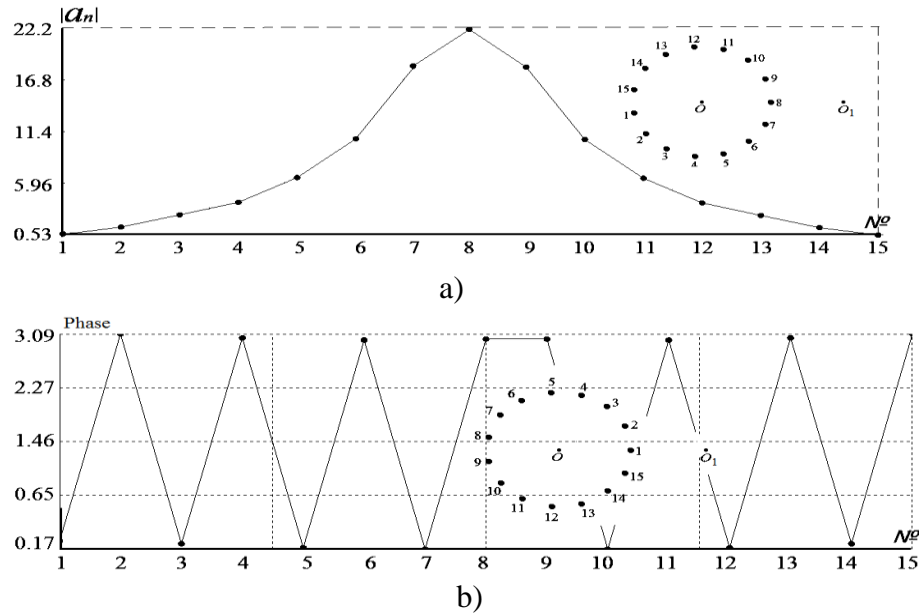 |aₙ|
22.2
16.8
11.4
5.96
0.53
1 2 3 4 5 6 7 8 9 10 11 12 13 14 15
Nº
12
13 11
14 10
15 9
O 8 O₁
1 7
2 6
3 4 5
a)
Phase
3.09
2.27
1.46
0.65
0.17
1 2 3 4 5 6 7 8 9 10 11 12 13 14 15
Nº
5 4
6 3
7 2
8 1
O O₁
9 15
10 14
11 12 13
b)